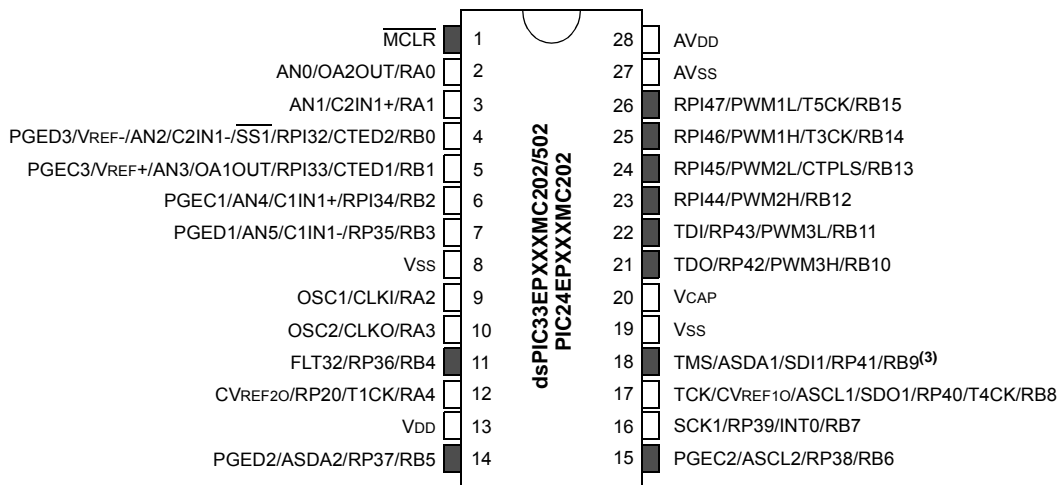 MCLR 1 28 AVDD
AN0/OA2OUT/RA0 2 27 AVSS
AN1/C2IN1+/RA1 3 26 RPI47/PWM1L/T5CK/RB15
PGED3/VREF-/AN2/C2IN1-/SS1/RPI32/CTED2/RB0 4 25 RPI46/PWM1H/T3CK/RB14
PGEC3/VREF+/AN3/OA1OUT/RPI33/CTED1/RB1 5 24 RPI45/PWM2L/CTPLS/RB13
PGEC1/AN4/C1IN1+/RPI34/RB2 6 23 RPI44/PWM2H/RB12
PGED1/AN5/C1IN1-/RP35/RB3 7 22 TDI/RP43/PWM3L/RB11
VSS 8 21 TDO/RP42/PWM3H/RB10
OSC1/CLKI/RA2 9 20 VCAP
OSC2/CLKO/RA3 10 19 VSS
FLT32/RP36/RB4 11 18 TMS/ASDA1/SDI1/RP41/RB9(3)
CVREF2O/RP20/T1CK/RA4 12 17 TCK/CVREF1O/ASCL1/SDO1/RP40/T4CK/RB8
VDD 13 16 SCK1/RP39/INT0/RB7
PGED2/ASDA2/RP37/RB5 14 15 PGEC2/ASCL2/RP38/RB6
dsPIC33EPXXXMC202/502
PIC24EPXXXMC202